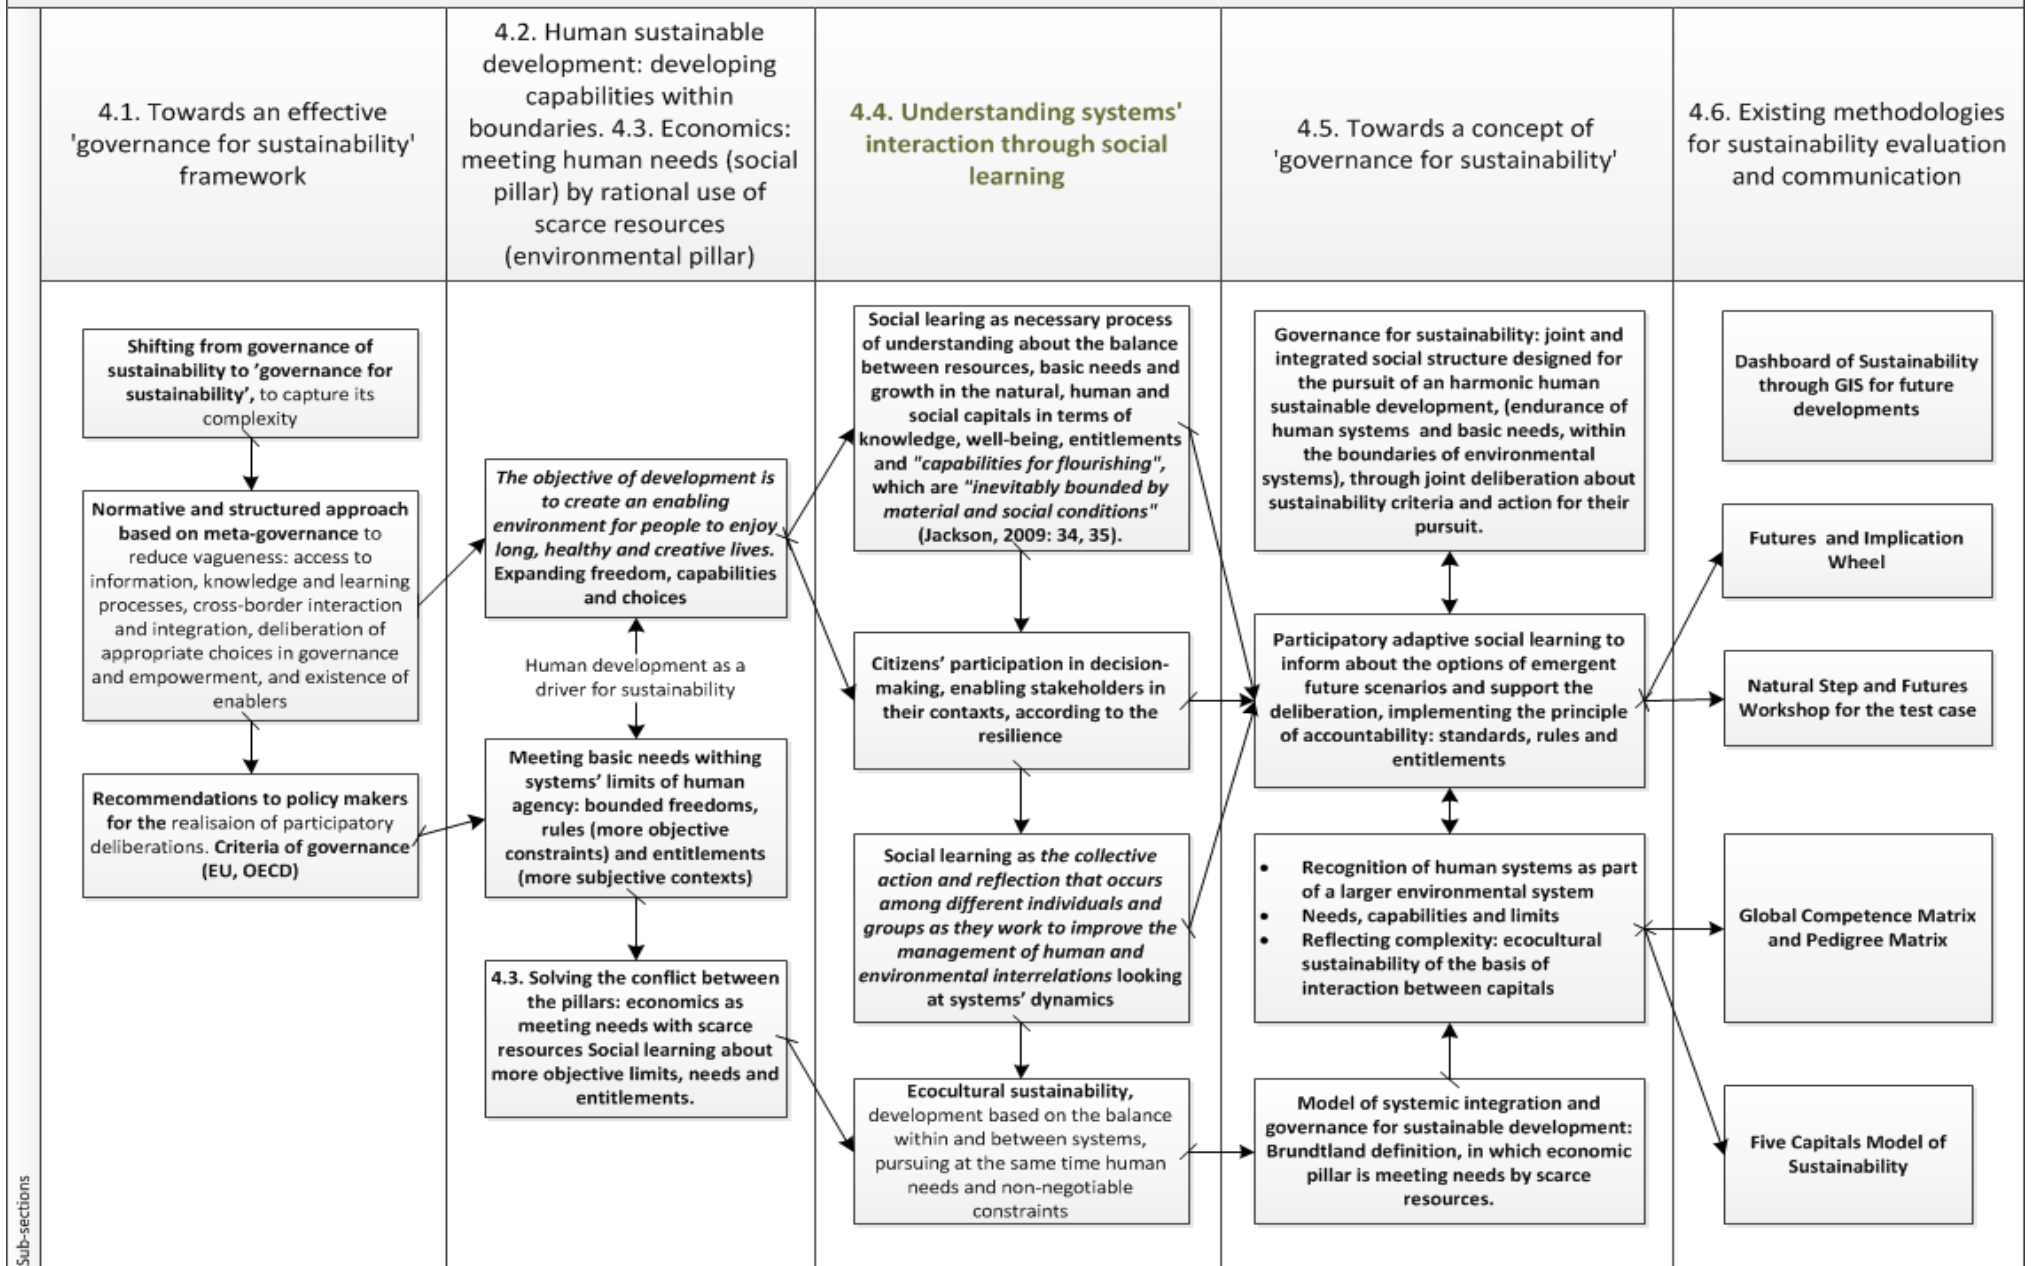 4.1. Towards an effective
'governance for sustainability'
framework
4.2. Human sustainable
development: developing
capabilities within
boundaries. 4.3. Economics:
meeting human needs (social
pillar) by rational use of
scarce resources
(environmental pillar)
4.4. Understanding systems'
interaction through social
learning
4.5. Towards a concept of
'governance for sustainability'
4.6. Existing methodologies
for sustainability evaluation
and communication
Sub-sections
Shifting from governance of
sustainability to 'governance for
sustainability', to capture its
complexity
Normative and structured approach
based on meta-governance to
reduce vagueness: access to
information, knowledge and learning
processes, cross-border interaction
and integration, deliberation of
appropriate choices in governance
and empowerment, and existence of
enablers
Recommendations to policy makers
for the realisaion of participatory
deliberations. Criteria of governance
(EU, OECD)
The objective of development is
to create an enabling
environment for people to enjoy
long, healthy and creative lives.
Expanding freedom, capabilities
and choices
Human development as a
driver for sustainability
Meeting basic needs withing
systems' limits of human
agency: bounded freedoms,
rules (more objective
constraints) and entitlements
(more subjective contexts)
4.3. Solving the conflict between
the pillars: economics as
meeting needs with scarce
resources Social learning about
more objective limits, needs and
entitlements.
Social learing as necessary process
of understanding about the balance
between resources, basic needs and
growth in the natural, human and
social capitals in terms of
knowledge, well-being, entitlements
and "capabilities for flourishing",
which are "inevitably bounded by
material and social conditions"
(Jackson, 2009: 34, 35).
Citizens' participation in decision-
making, enabling stakeholders in
their contaxts, according to the
resilience
Social learning as the collective
action and reflection that occurs
among different individuals and
groups as they work to improve the
management of human and
environmental interrelations looking
at systems' dynamics
Ecocultural sustainability,
development based on the balance
within and between systems,
pursuing at the same time human
needs and non-negotiable
constraints
Governance for sustainability: joint and
integrated social structure designed for
the pursuit of an harmonic human
sustainable development, (endurance of
human systems and basic needs, within
the boundaries of environmental
systems), through joint deliberation about
sustainability criteria and action for their
pursuit.
Participatory adaptive social learning to
inform about the options of emergent
future scenarios and support the
deliberation, implementing the principle
of accountability: standards, rules and
entitlements
• Recognition of human systems as part
of a larger environmental system
• Needs, capabilities and limits
• Reflecting complexity: ecocultural
sustainability of the basis of
interaction between capitals
Model of systemic integration and
governance for sustainable development:
Brundtland definition, in which economic
pillar is meeting needs by scarce
resources.
Dashboard of Sustainability
through GIS for future
developments
Futures and Implication
Wheel
Natural Step and Futures
Workshop for the test case
Global Competence Matrix
and Pedigree Matrix
Five Capitals Model of
Sustainability